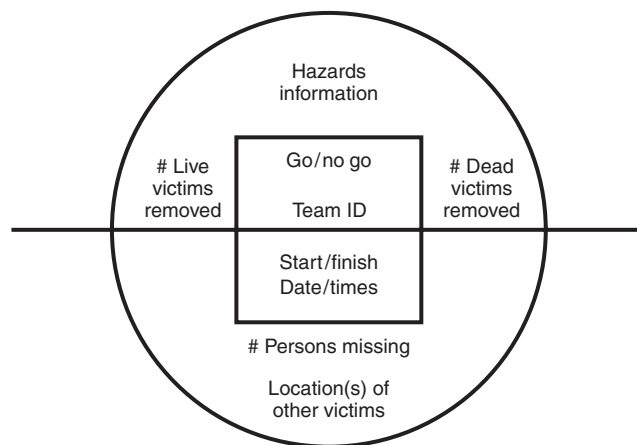 Hazards
information
# Live
victims
removed
Go/no go
Team ID
# Dead
victims
removed
Start/finish
Date/times
# Persons missing
Location(s) of
other victims